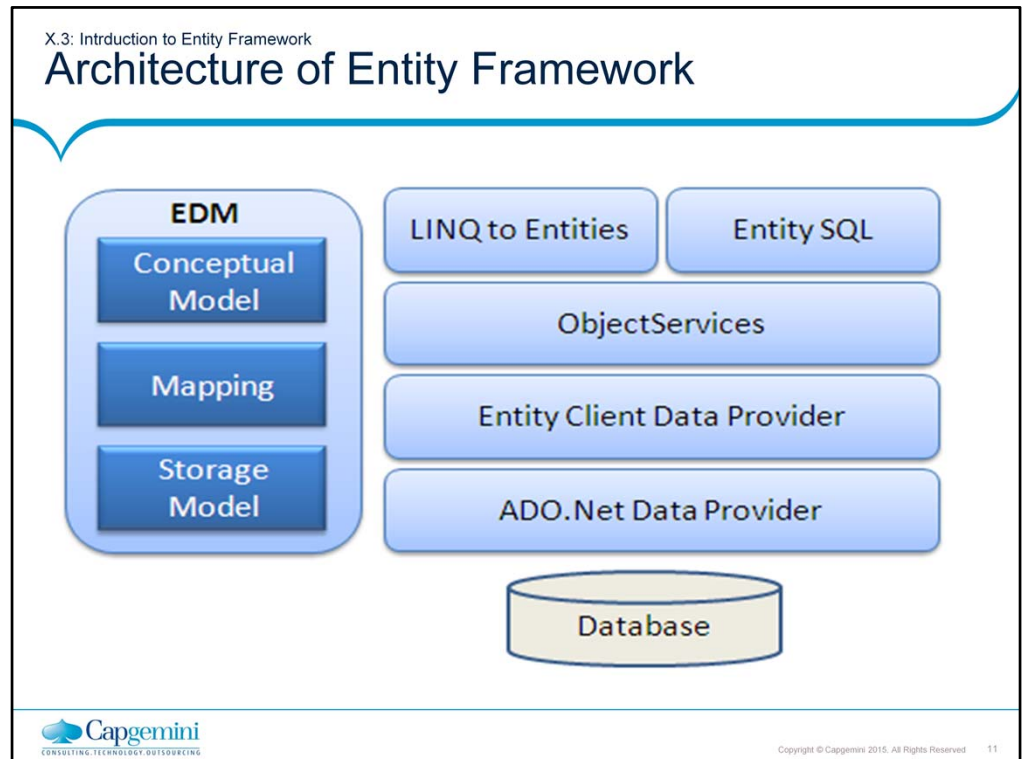 X.3: Intrduction to Entity Framework
Architecture of Entity Framework
EDM
Conceptual
Model
Mapping
Storage
Model
LINQ to Entities
Entity SQL
ObjectServices
Entity Client Data Provider
ADO.Net Data Provider
Database
Capgemini
CONSULTING.TECHNOLOGY.OUTSOURCING
Copyright © Capgemini 2015. All Rights Reserved 11